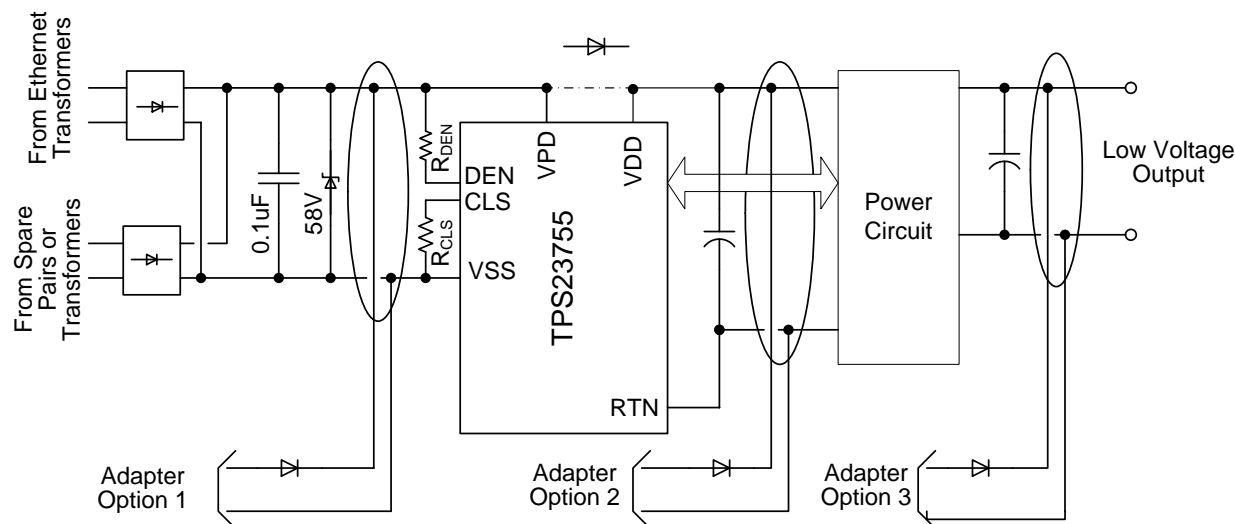 From Ethernet
Transformers
From Spare
Pairs or
Transformers
0.1uF
58V
RDEN
RCLS
DEN
CLS
VSS
VPD
VDD
TPS23755
RTN
Power
Circuit
Low Voltage
Output
Adapter
Option 1
Adapter
Option 2
Adapter
Option 3